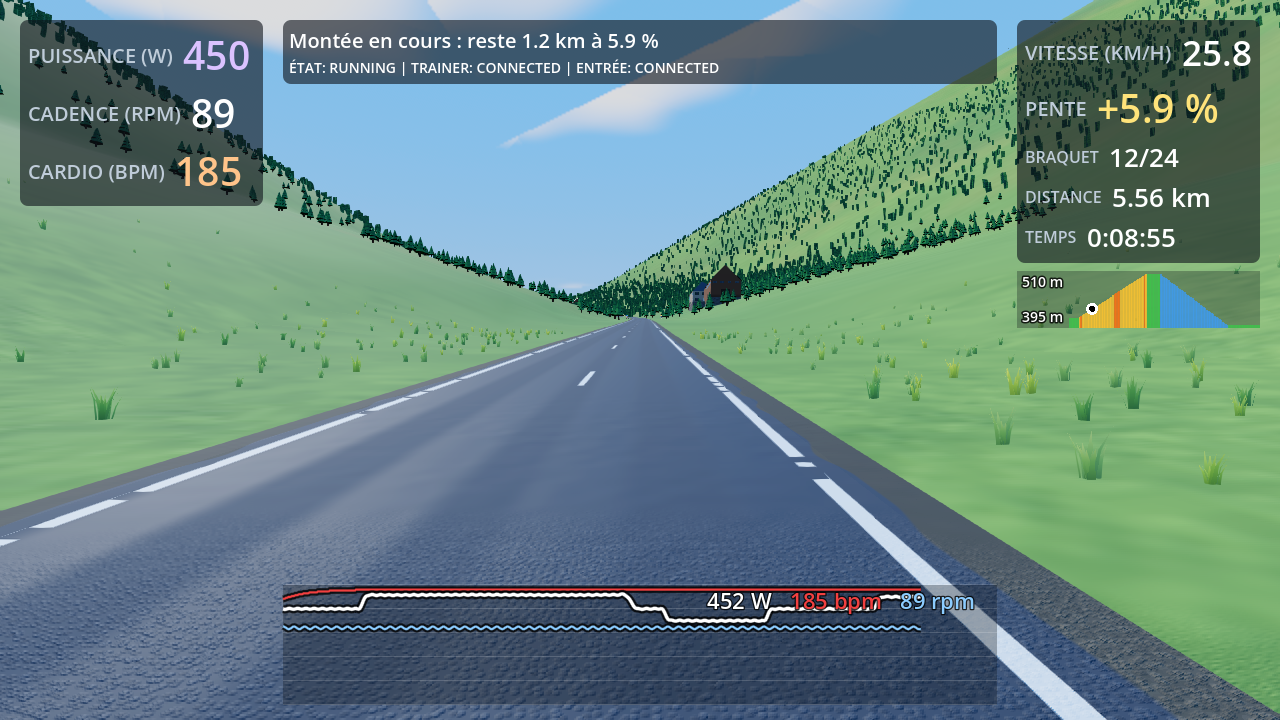 PUISSANCE (W) 450
CADENCE (RPM) 89
CARDIO (BPM) 185
Montée en cours : reste 1.2 km à 5.9 %
ÉTAT: RUNNING | TRAINER: CONNECTED | ENTRÉE: CONNECTED
VITESSE (KM/H) 25.8
PENTE +5.9 %
BRAQUET 12/24
DISTANCE 5.56 km
TEMPS 0:08:55
510 m
395 m
452 W 185 bpm 89 rpm